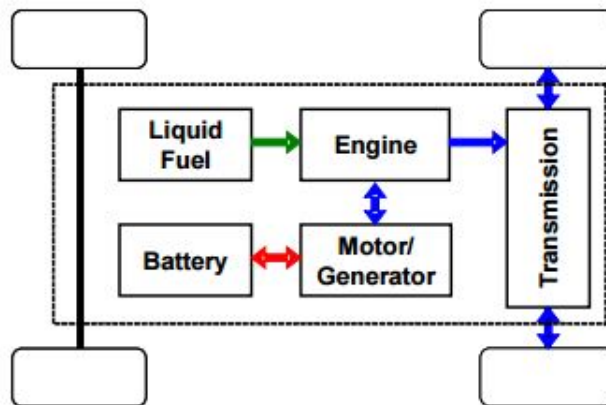 Liquid
Fuel
Engine
Transmission
Battery
Motor/
Generator